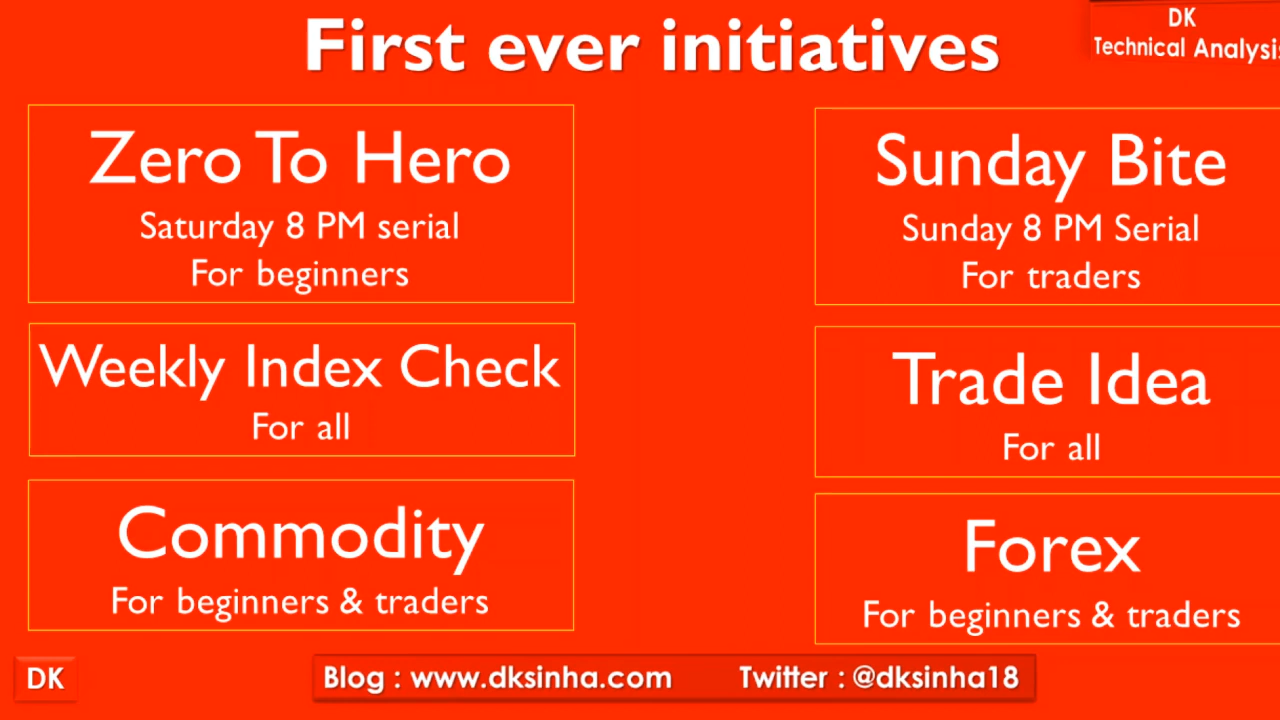 First ever initiatives
DK
Technical Analysis
Zero To Hero
Saturday 8 PM serial
For beginners
Sunday Bite
Sunday 8 PM Serial
For traders
Weekly Index Check
For all
Trade Idea
For all
Commodity
For beginners & traders
Forex
For beginners & traders
DK
Blog : www.dksinha.com Twitter : @dksinha18